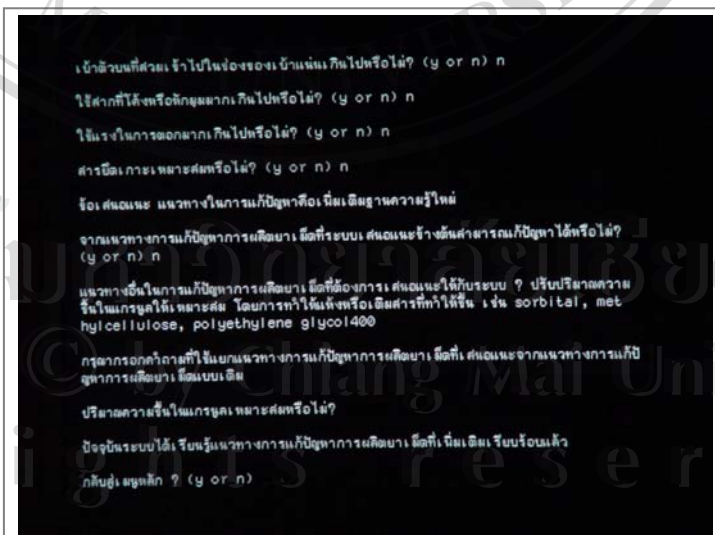 เบ้าตัวบนที่สวมเข้าไปในช่องของเบ้าแน่นเกินไปหรือไม่? (y or n) n
ใช้สากที่โค้งหรือหักมุมมากเกินไปหรือไม่? (y or n) n
ใช้แรงในการตอกมากเกินไปหรือไม่? (y or n) n
สารยึดเกาะเหมาะสมหรือไม่? (y or n) n
ข้อเสนอแนะ แนวทางในการแก้ปัญหาคือเพิ่มเติมฐานความรู้ใหม่
จากแนวทางการแก้ปัญหาการผลิตยาเม็ดที่ระบบเสนอแนะข้างต้นสามารถแก้ปัญหาได้หรือไม่?
(y or n) n
แนวทางอื่นในการแก้ปัญหาการผลิตยาเม็ดที่ต้องการเสนอแนะให้กับระบบ ? ปรับปริมาณความ
ชื้นในแกรนูลให้เหมาะสม โดยการทำให้แห้งหรือเติมสารที่ทำให้ชื้น เช่น sorbital, met
hylcellulose, polyethylene glycol400
กรุณากรอกคำถามที่ใช้แยกแนวทางการแก้ปัญหาการผลิตยาเม็ดที่เสนอแนะจากแนวทางการแก้ปั
ญหาการผลิตยาเม็ดแบบเดิม
ปริมาณความชื้นในแกรนูลเหมาะสมหรือไม่?
ปัจจุบันระบบได้เรียนรู้แนวทางการแก้ปัญหาการผลิตยาเม็ดที่เพิ่มเติมเรียบร้อยแล้ว
กลับสู่เมนูหลัก ? (y or n)
© by Chiang Mai Uni
ights reser